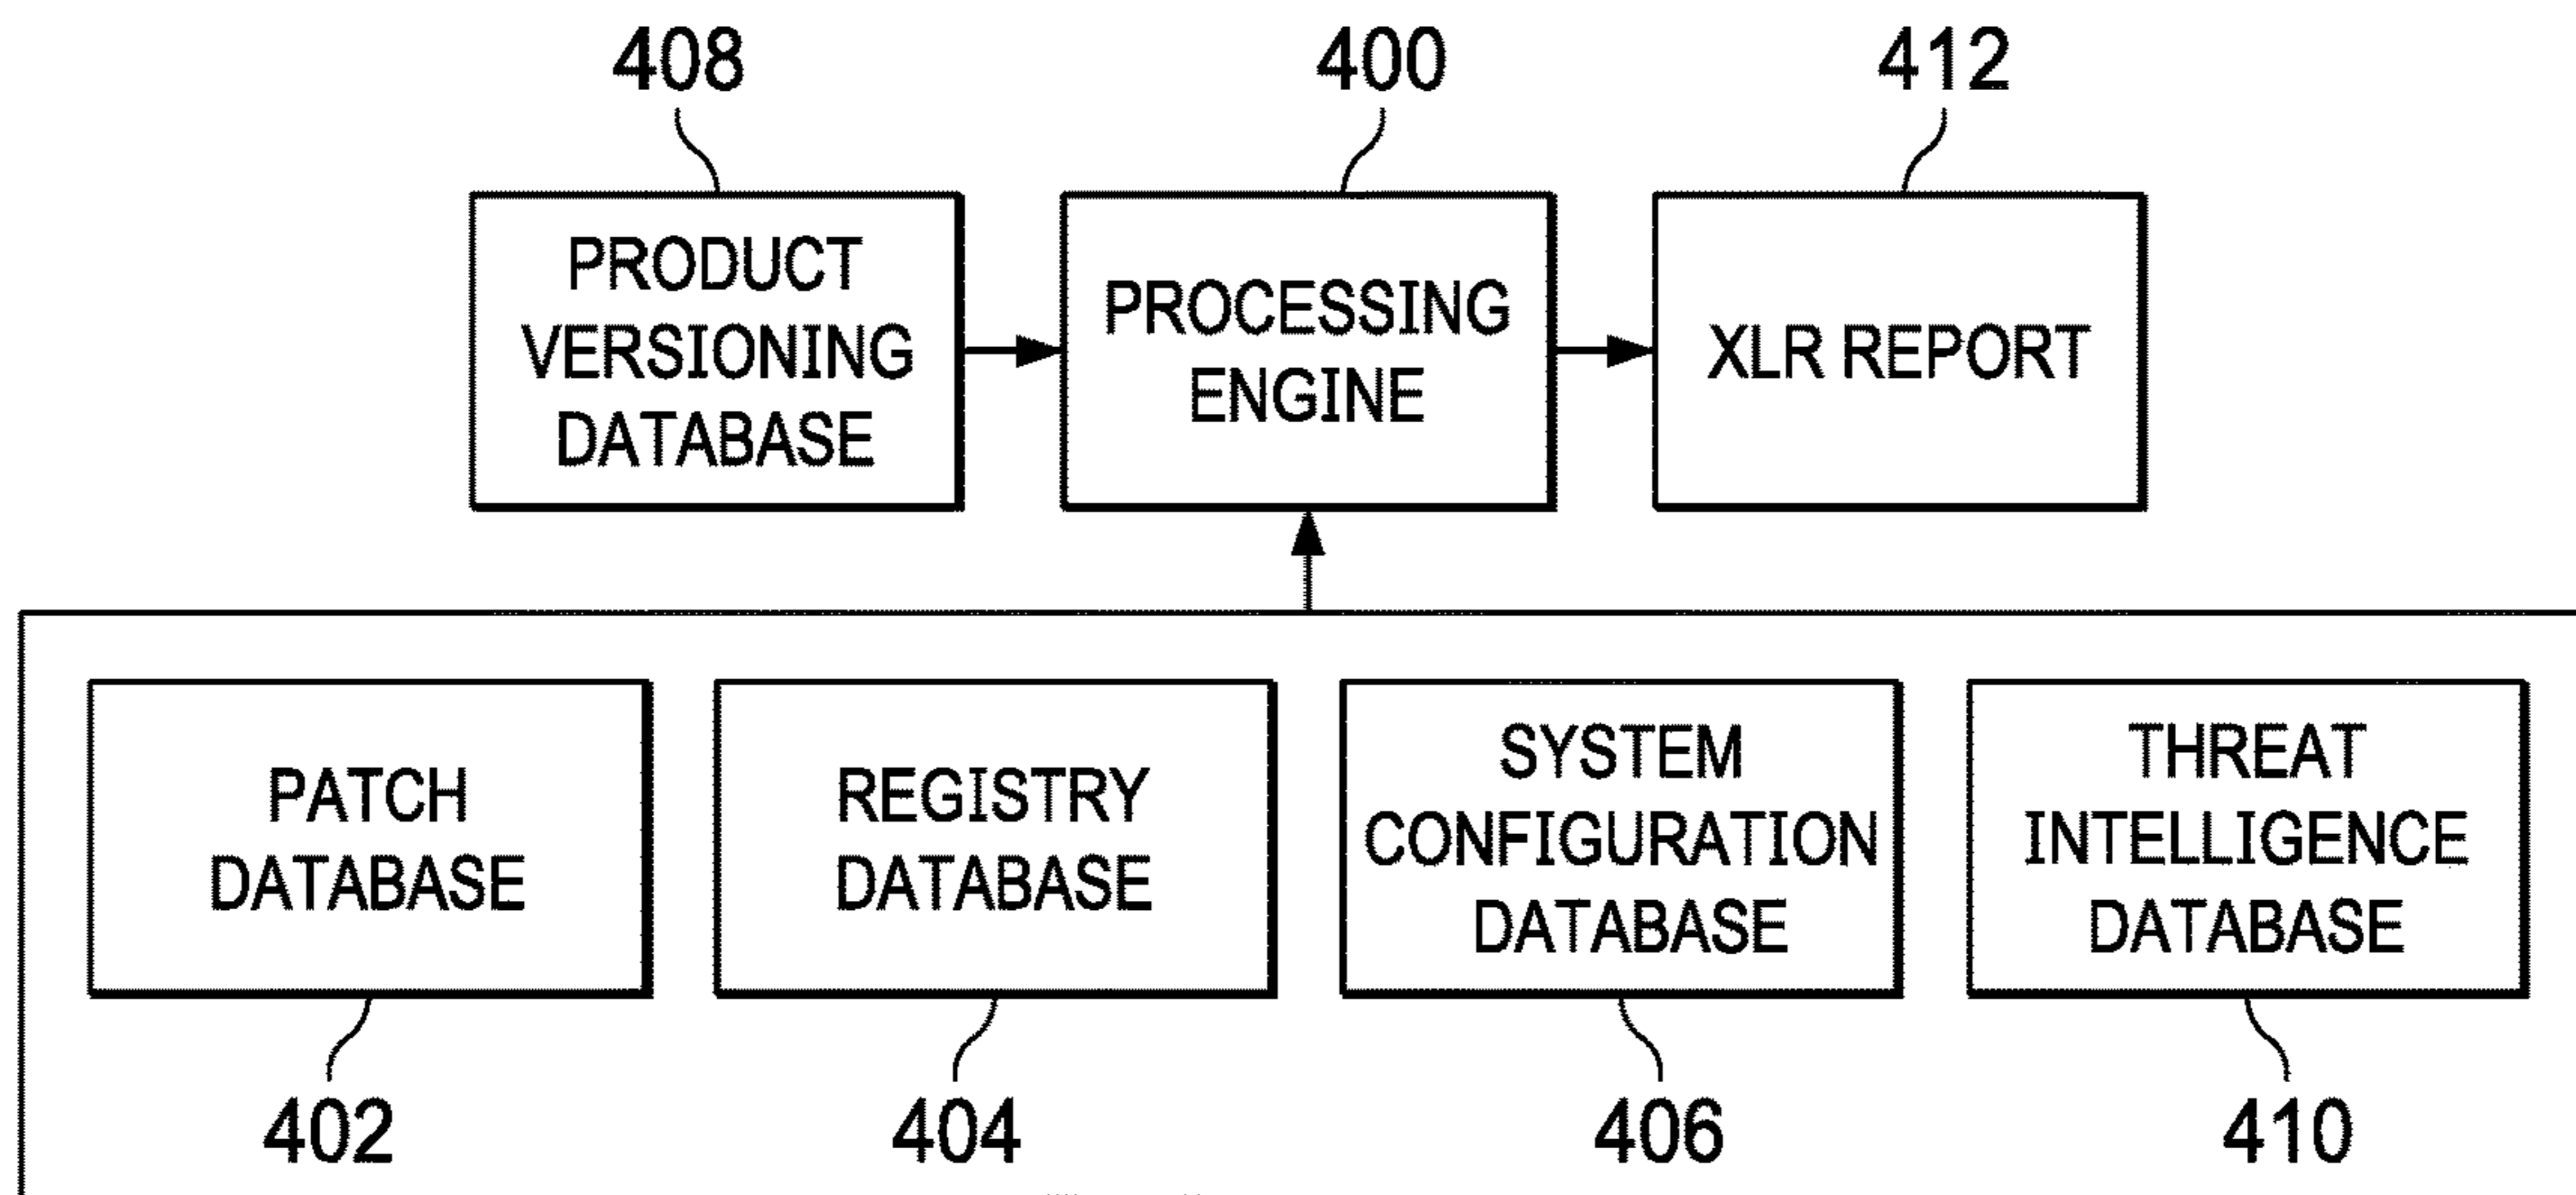 408
400
412
PRODUCT
VERSIONING
DATABASE
PROCESSING
ENGINE
XLR REPORT
PATCH
DATABASE
REGISTRY
DATABASE
SYSTEM
CONFIGURATION
DATABASE
THREAT
INTELLIGENCE
DATABASE
402
404
406
410